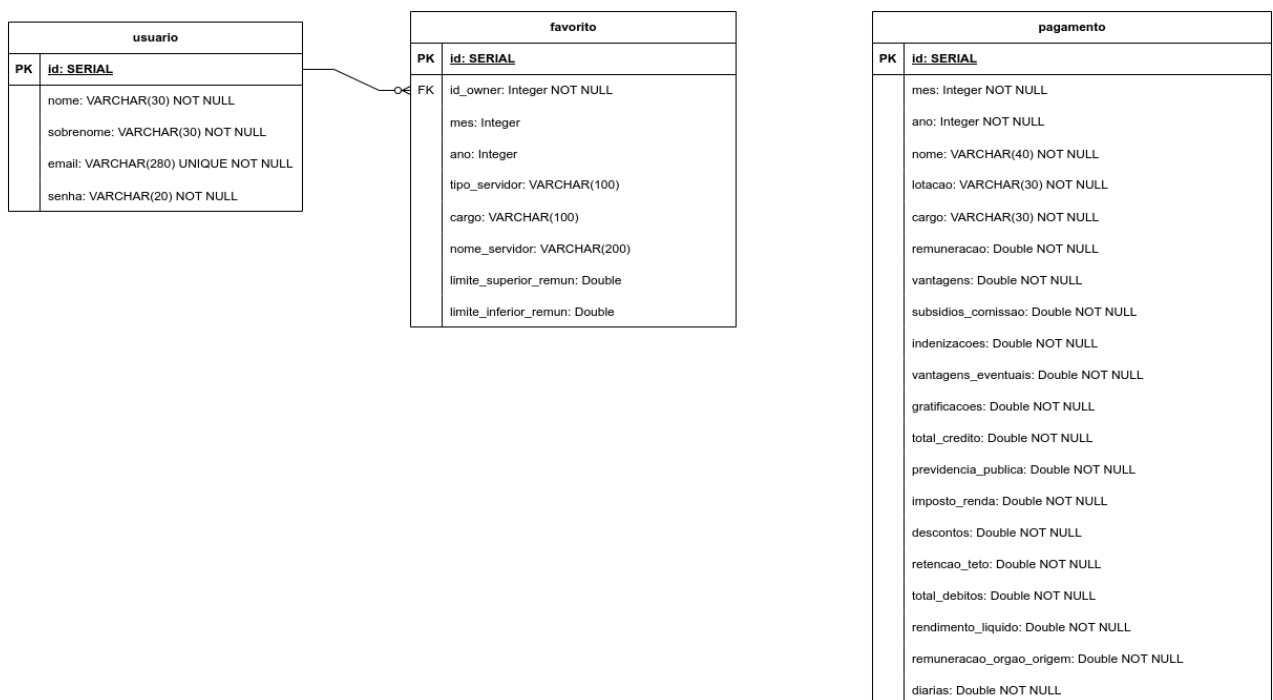 usuario
PK id: SERIAL
nome: VARCHAR(30) NOT NULL
sobrenome: VARCHAR(30) NOT NULL
email: VARCHAR(280) UNIQUE NOT NULL
senha: VARCHAR(20) NOT NULL
favorito
PK id: SERIAL
FK id_owner: Integer NOT NULL
mes: Integer
ano: Integer
tipo_servidor: VARCHAR(100)
cargo: VARCHAR(100)
nome_servidor: VARCHAR(200)
limite_superior_remun: Double
limite_inferior_remun: Double
pagamento
PK id: SERIAL
mes: Integer NOT NULL
ano: Integer NOT NULL
nome: VARCHAR(40) NOT NULL
lotacao: VARCHAR(30) NOT NULL
cargo: VARCHAR(30) NOT NULL
remuneracao: Double NOT NULL
vantagens: Double NOT NULL
subsidios_comissao: Double NOT NULL
indenizacoes: Double NOT NULL
vantagens_eventuais: Double NOT NULL
gratificacoes: Double NOT NULL
total_credito: Double NOT NULL
previdencia_publica: Double NOT NULL
imposto_renda: Double NOT NULL
descontos: Double NOT NULL
retencao_teto: Double NOT NULL
total_debitos: Double NOT NULL
rendimento_liquido: Double NOT NULL
remuneracao_orgao_origem: Double NOT NULL
diarias: Double NOT NULL